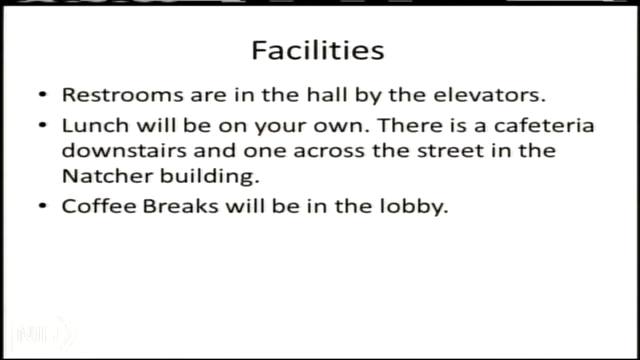 Facilities
• Restrooms are in the hall by the elevators.
• Lunch will be on your own. There is a cafeteria
downstairs and one across the street in the
Natcher building.
• Coffee Breaks will be in the lobby.
NIH